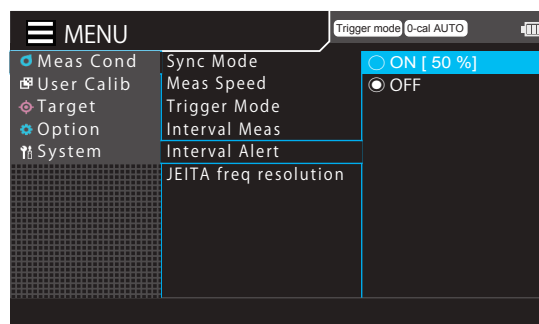 MENU
Trigger mode 0-cal AUTO
Meas Cond
User Calib
Target
Option
System
Sync Mode
Meas Speed
Trigger Mode
Interval Meas
Interval Alert
JEITA freq resolution
ON [ 50 %]
OFF